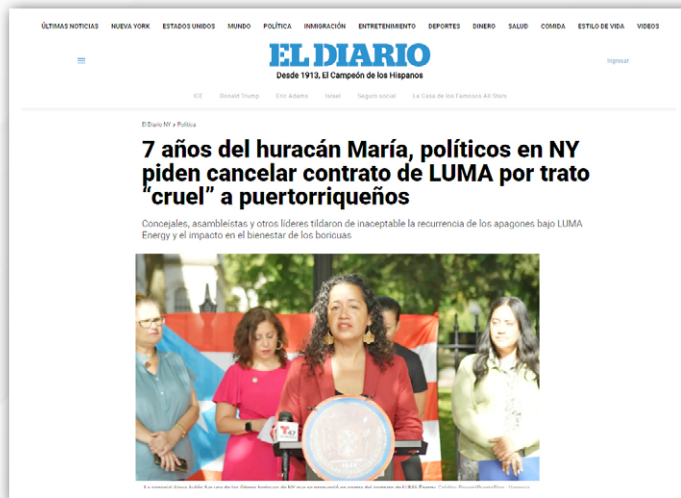 ÚLTIMAS NOTICIAS NUEVA YORK ESTADOS UNIDOS MUNDO POLÍTICA INMIGRACIÓN ENTRETENIMIENTO DEPORTES DINERO SALUD COMIDA ESTILO DE VIDA VIDEOS
EL DIARIO
Desde 1913, El Campeón de los Hispanos
Ingresar
ICE Donald Trump Eric Adams Israel Seguro social La Casa de los Famosos All Stars
El Diario NY > Política
7 años del huracán María, políticos en NY
piden cancelar contrato de LUMA por trato
“cruel” a puertorriqueños
Concejales, asambleístas y otros líderes tildaron de inaceptable la recurrencia de los apagones bajo LUMA
Energy y el impacto en el bienestar de los boricuas
47